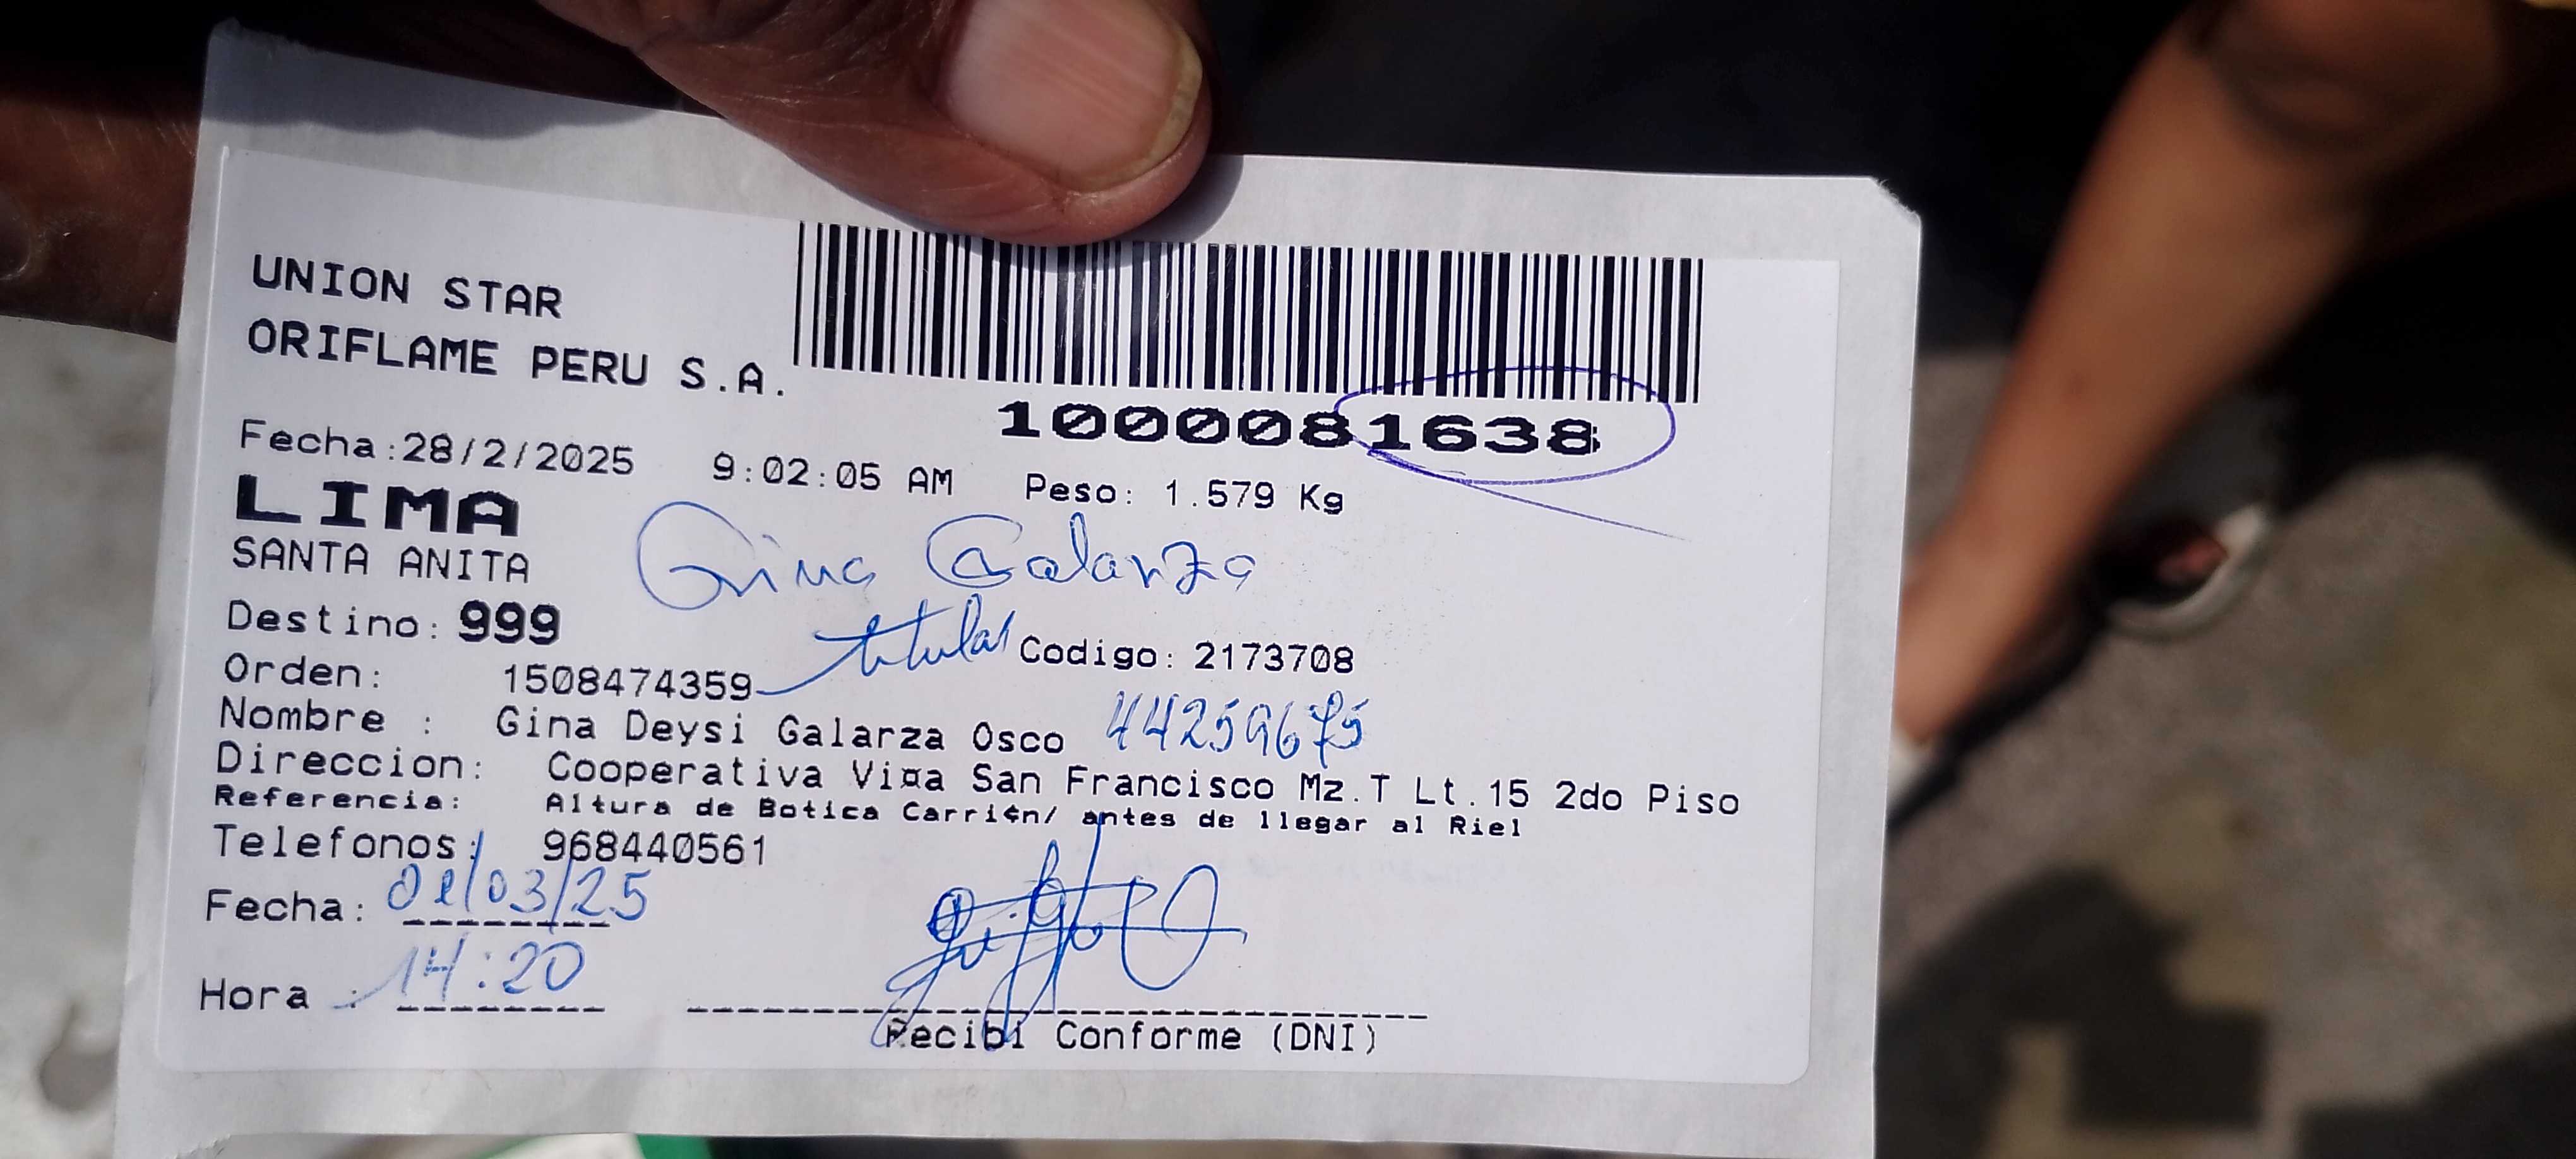 UNION STAR
ORIFLAME PERU S.A.
1000081638
Fecha:28/2/2025 9:02:05 AM Peso: 1.579 Kg
LIMA
SANTA ANITA
Gina Galarza
Destino: 999
titular
Codigo: 2173708
Orden: 1508474359
Nombre : Gina Deysi Galarza Osco 44259675
Direccion: Cooperativa Vi¤a San Francisco Mz.T Lt.15 2do Piso
Referencia: Altura de Botica Carri¢n/ antes de llegar al Riel
Telefonos: 968440561
Fecha: 01/03/25
Hora : 14:20
Recibi Conforme (DNI)